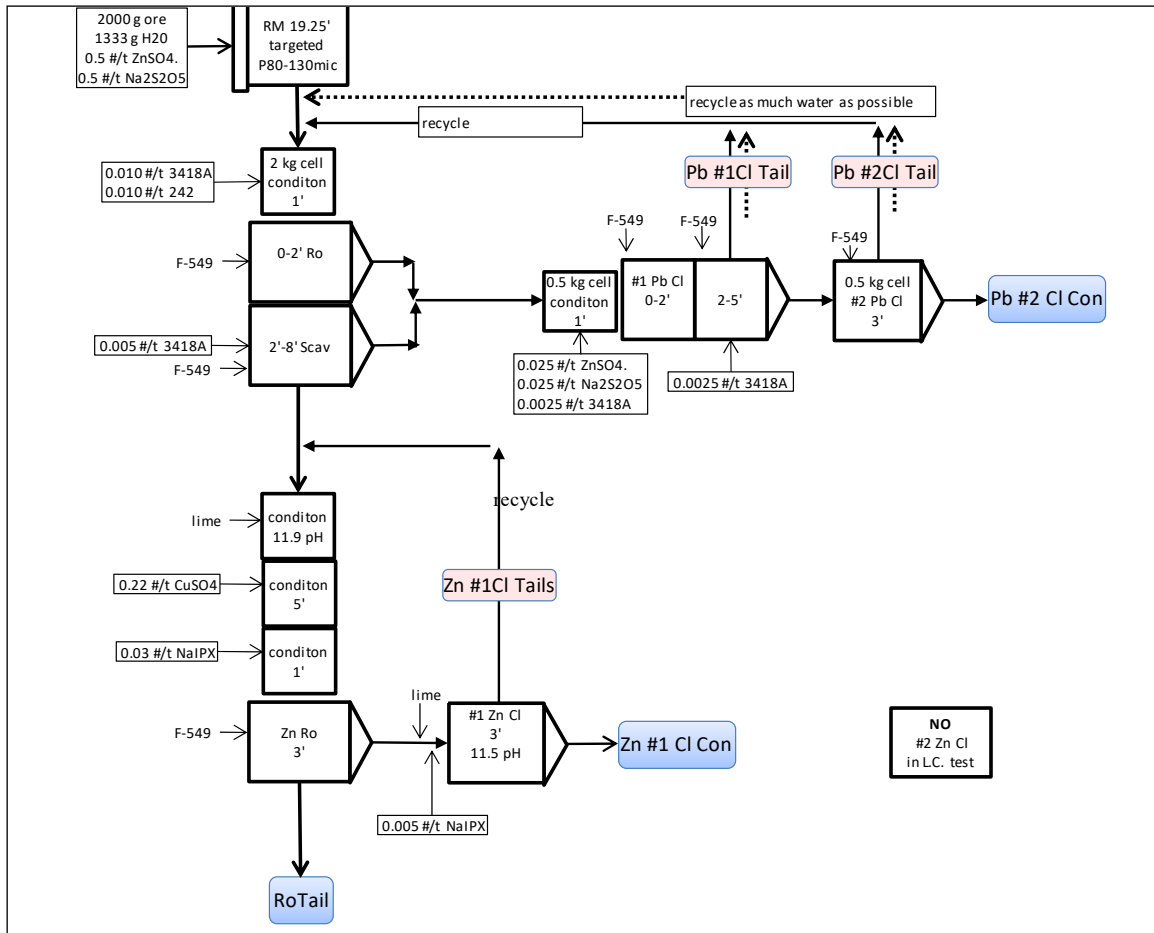 2000 g ore
1333 g H20
0.5 #/t ZnSO4.
0.5 #/t Na2S2O5
RM 19.25'
targeted
P80-130mic
recycle as much water as possible
recycle
2 kg cell
conditon
1'
0.010 #/t 3418A
0.010 #/t 242
Pb #1Cl Tail
Pb #2Cl Tail
F-549
0-2' Ro
F-549
F-549
F-549
0.5 kg cell
conditon
1'
#1 Pb Cl
0-2'
2-5'
0.5 kg cell
#2 Pb Cl
3'
Pb #2 Cl Con
0.005 #/t 3418A
F-549
2'-8' Scav
0.025 #/t ZnSO4.
0.025 #/t Na2S2O5
0.0025 #/t 3418A
0.0025 #/t 3418A
recycle
lime
conditon
11.9 pH
0.22 #/t CuSO4
conditon
5'
Zn #1Cl Tails
0.03 #/t NaIPX
conditon
1'
lime
F-549
Zn Ro
3'
#1 Zn Cl
3'
11.5 pH
Zn #1 Cl Con
NO
#2 Zn Cl
in L.C. test
0.005 #/t NaIPX
RoTail